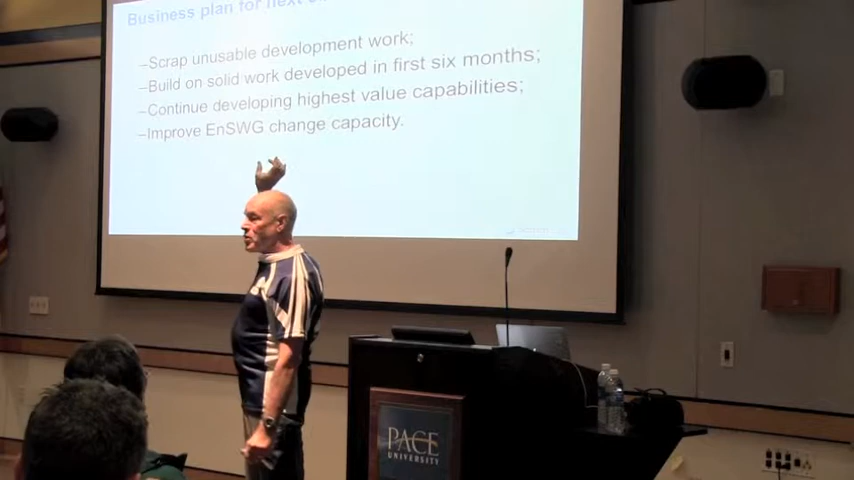 Business plan for next
–Scrap unusable development work;
–Build on solid work developed in first six months;
–Continue developing highest value capabilities;
–Improve EnSWG change capacity.
PACE
UNIVERSITY